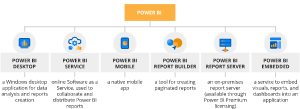 POWER BI
POWER BI
DESKTOP
POWER BI
SERVICE
POWER BI
MOBILE
POWER BI
REPORT BUILDER
POWER BI
REPORT SERVER
POWER BI
EMBEDDED
a Windows desktop
application for data
analysis and reports
creation
online Software as a
Service, used to
collaborate and
distribute Power BI
reports
a native mobile
app
a tool for creating
paginated reports
an on-premises
report server
(available through
Power BI Premium
licensing)
a service to embed
visuals, reports, and
dashboards into an
application